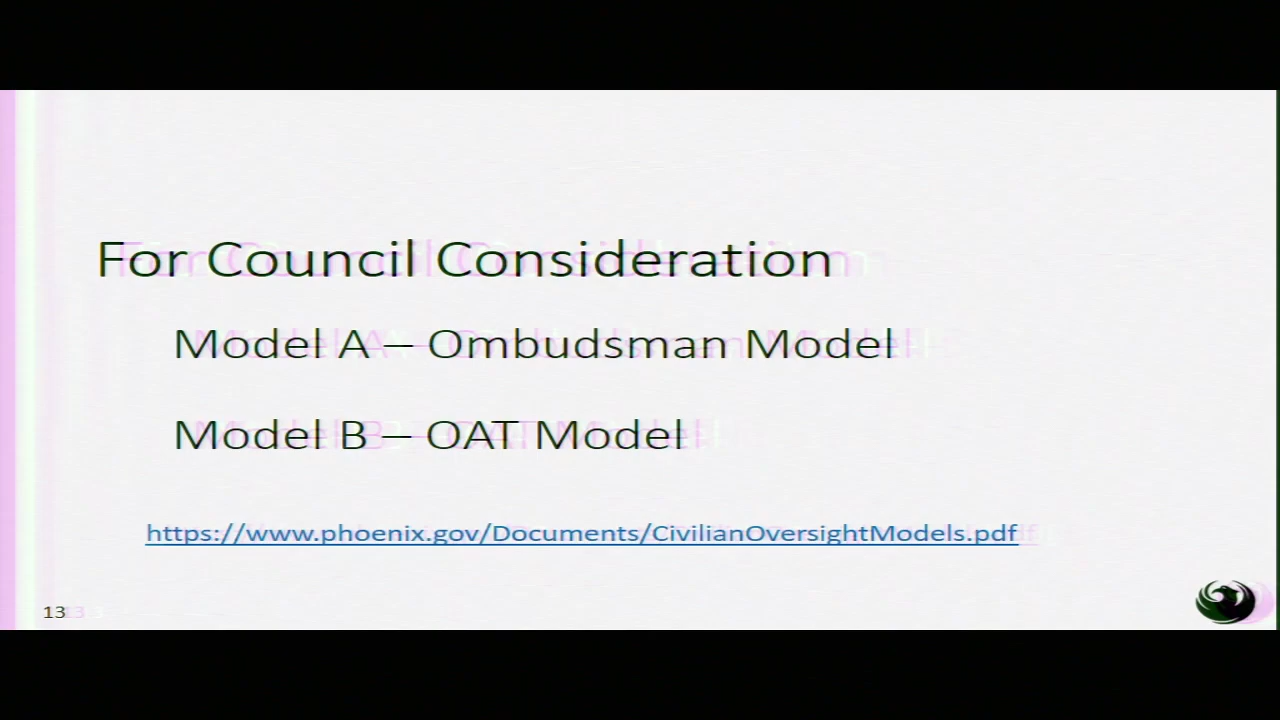 For Council Consideration
Model A – Ombudsman Model
Model B – OAT Model
https://www.phoenix.gov/Documents/CivilianOversightModels.pdf
13